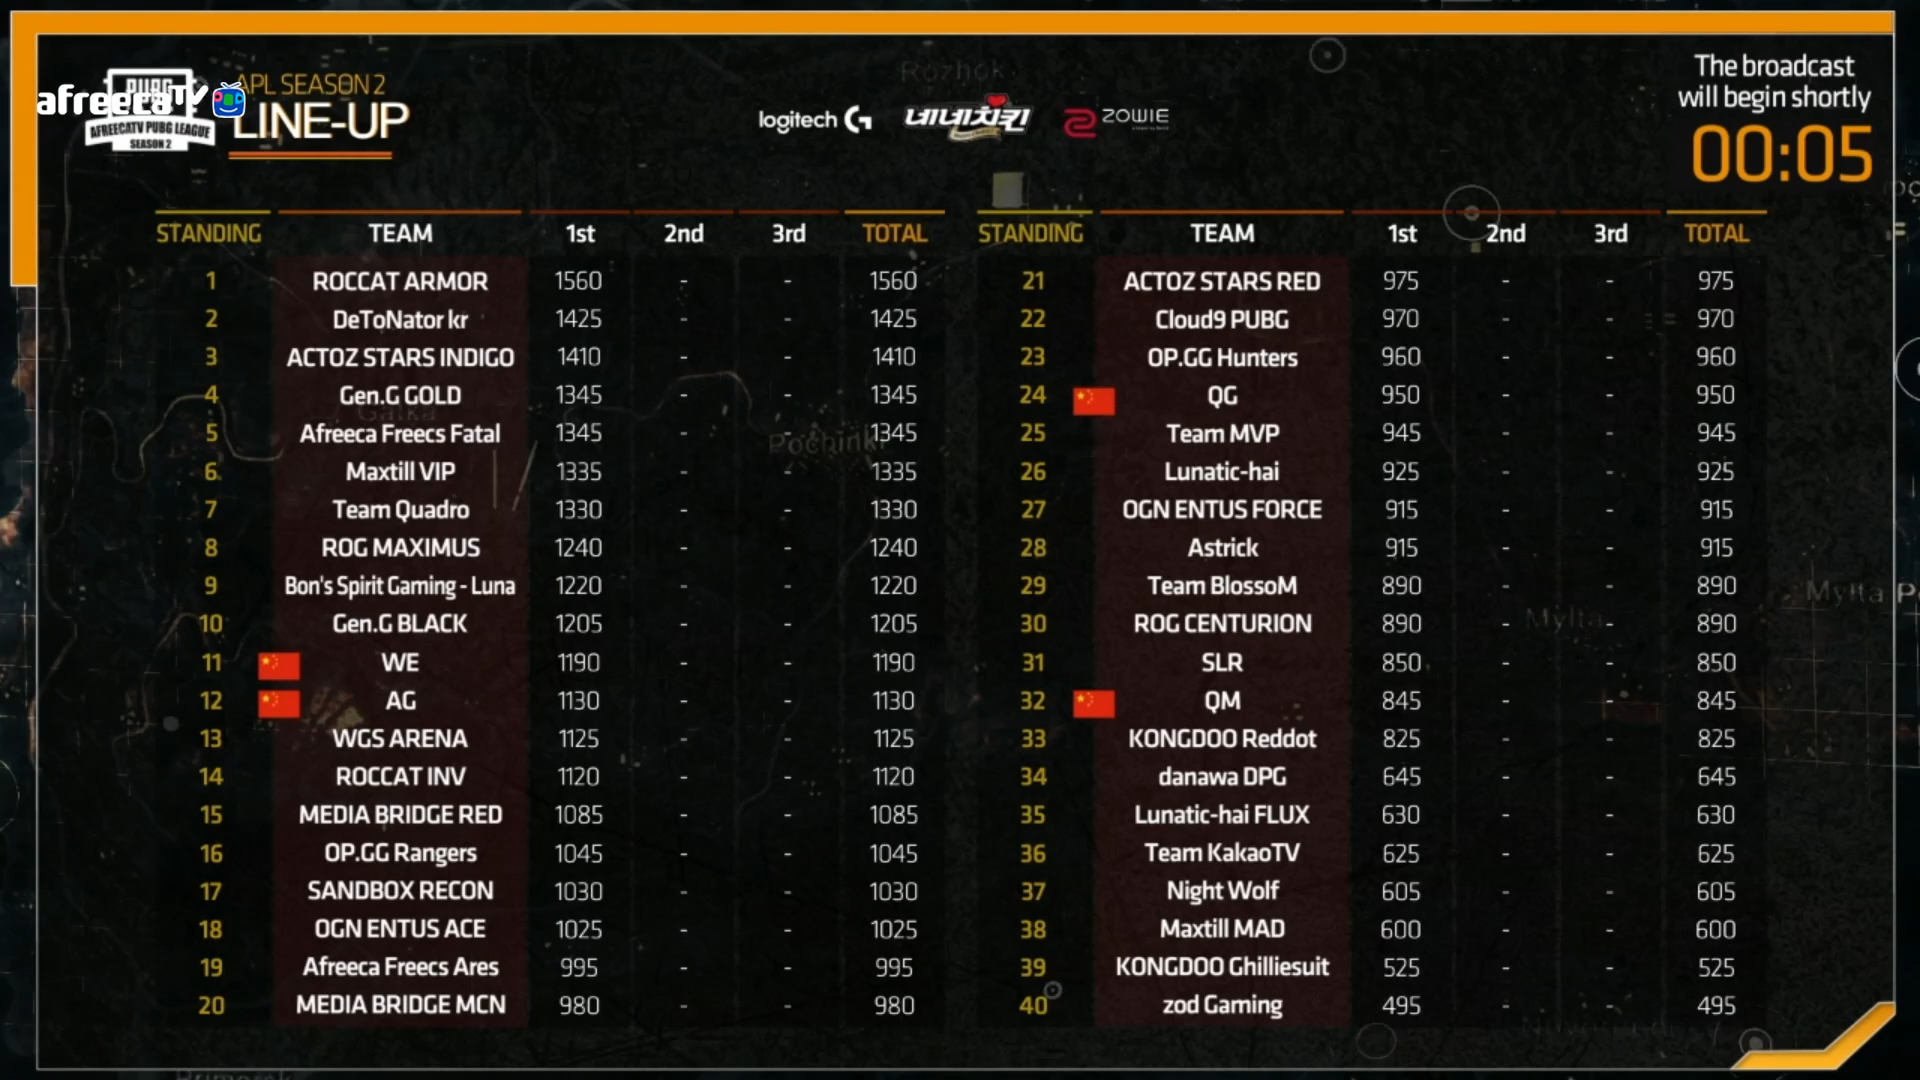 PUBG
afreecaTV
AFREECATV PUBG LEAGUE
SEASON 2
APL SEASON 2
LINE-UP
logitech G
네네치킨
ZOWIE
The broadcast
will begin shortly
00:05
STANDING TEAM 1st 2nd 3rd TOTAL
1 ROCCAT ARMOR 1560 - - 1560
2 DeToNator kr 1425 - - 1425
3 ACTOZ STARS INDIGO 1410 - - 1410
4 Gen.G GOLD 1345 - - 1345
5 Afreeca Freecs Fatal 1345 - - 1345
6 Maxtill VIP 1335 - - 1335
7 Team Quadro 1330 - - 1330
8 ROG MAXIMUS 1240 - - 1240
9 Bon's Spirit Gaming - Luna 1220 - - 1220
10 Gen.G BLACK 1205 - - 1205
11 WE 1190 - - 1190
12 AG 1130 - - 1130
13 WGS ARENA 1125 - - 1125
14 ROCCAT INV 1120 - - 1120
15 MEDIA BRIDGE RED 1085 - - 1085
16 OP.GG Rangers 1045 - - 1045
17 SANDBOX RECON 1030 - - 1030
18 OGN ENTUS ACE 1025 - - 1025
19 Afreeca Freecs Ares 995 - - 995
20 MEDIA BRIDGE MCN 980 - - 980
STANDING TEAM 1st 2nd 3rd TOTAL
21 ACTOZ STARS RED 975 - - 975
22 Cloud9 PUBG 970 - - 970
23 OP.GG Hunters 960 - - 960
24 QG 950 - - 950
25 Team MVP 945 - - 945
26 Lunatic-hai 925 - - 925
27 OGN ENTUS FORCE 915 - - 915
28 Astrick 915 - - 915
29 Team BlossoM 890 - - 890
30 ROG CENTURION 890 - - 890
31 SLR 850 - - 850
32 QM 845 - - 845
33 KONGDOO Reddot 825 - - 825
34 danawa DPG 645 - - 645
35 Lunatic-hai FLUX 630 - - 630
36 Team KakaoTV 625 - - 625
37 Night Wolf 605 - - 605
38 Maxtill MAD 600 - - 600
39 KONGDOO Ghilliesuit 525 - - 525
40 zod Gaming 495 - - 495
Rozhok
Gatka
Pochinki
Mylta
Mylta